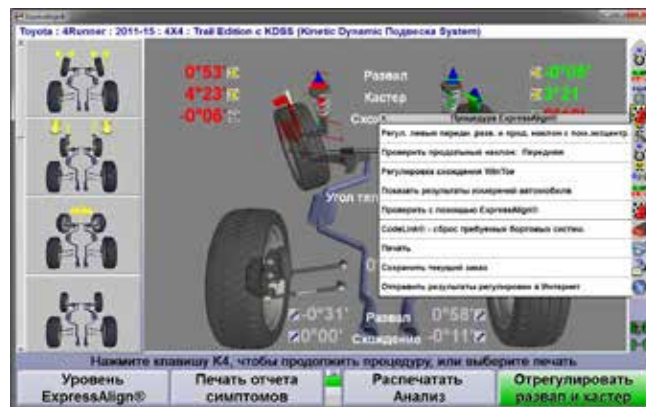 Toyota : 4Runner : 2011-15 : 4X4 : Trail Edition с KDSS (Kinetic Dynamic Подвеска System)
0°53'
Развал
-0°06'
4°23'
Кастер
3°21'
-0°06'
Схо
Процедура ExpressAlign®
Регул. левым передн. разв. и прод. наклон с пом.эксцентр.
Проверить продольный наклон: Передняя
Регулировка схождения WinToe
Показать результаты измерений автомобиля
Проверить с помощью ExpressAlign®
CodeLink® - сброс требуемых бортовых систем.
Печать
Сохранить текущий заказ
Отправить результаты регулировки в Интернет
Угол тяг
-0°31'
Развал
0°58'
0°00'
Схождение
-0°11'
Нажмите клавишу К4, чтобы продолжить процедуру, или выберите печать
Уровень
ExpressAlign®
Печать отчета
симптомов
Распечатать
Анализ
Отрегулировать
развал и кастер